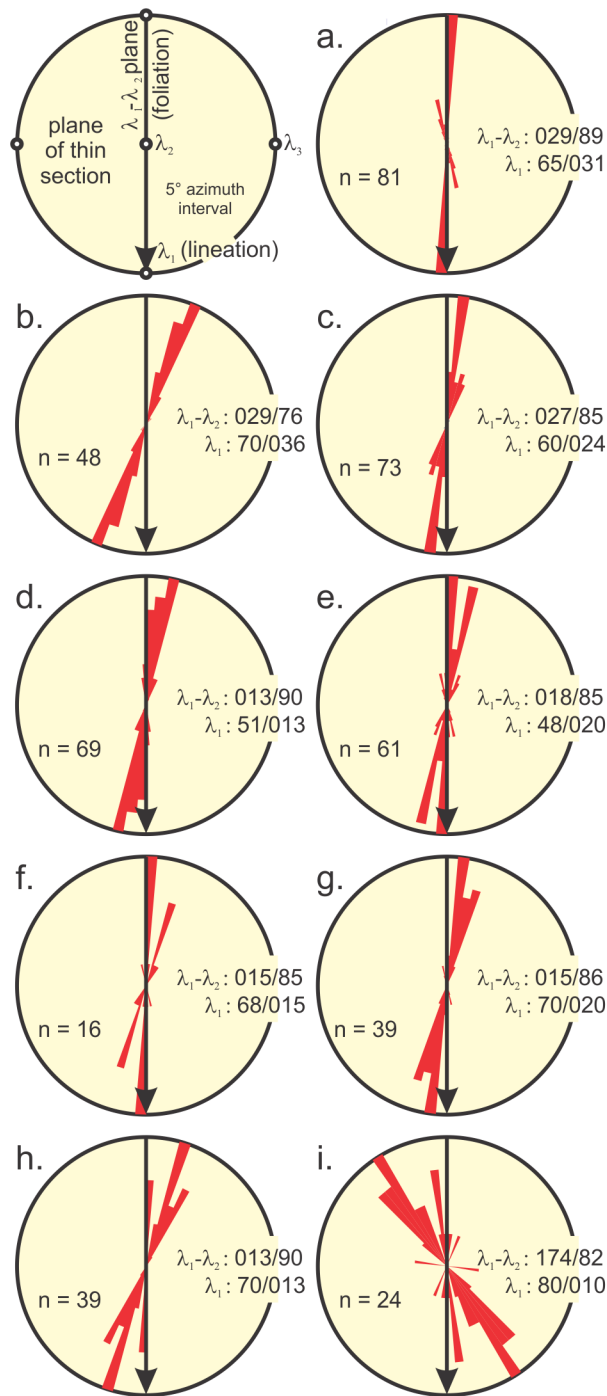 λ₁-λ₂ plane
(foliation)
plane
of thin
section
λ₂
λ₃
5° azimuth
interval
λ₁ (lineation)
a.
n = 81
λ₁-λ₂: 029/89
λ₁: 65/031
b.
n = 48
λ₁-λ₂: 029/76
λ₁: 70/036
c.
n = 73
λ₁-λ₂: 027/85
λ₁: 60/024
d.
n = 69
λ₁-λ₂: 013/90
λ₁: 51/013
e.
n = 61
λ₁-λ₂: 018/85
λ₁: 48/020
f.
n = 16
λ₁-λ₂: 015/85
λ₁: 68/015
g.
n = 39
λ₁-λ₂: 015/86
λ₁: 70/020
h.
n = 39
λ₁-λ₂: 013/90
λ₁: 70/013
i.
n = 24
λ₁-λ₂: 174/82
λ₁: 80/010